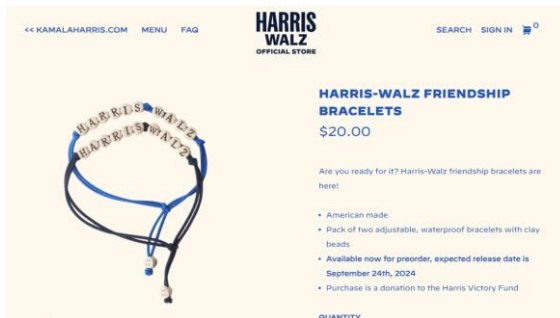 << KAMALAHARRIS.COM MENU FAQ
HARRIS
WALZ
OFFICIAL STORE
SEARCH SIGN IN 0
HARRIS WALZ
HARRIS WALZ
HARRIS-WALZ FRIENDSHIP
BRACELETS
$20.00
Are you ready for it? Harris-Walz friendship bracelets are
here!
• American made
• Pack of two adjustable, waterproof bracelets with clay
beads
• Available now for preorder, expected release date is
September 24th, 2024
• Purchase is a donation to the Harris Victory Fund
QUANTITY